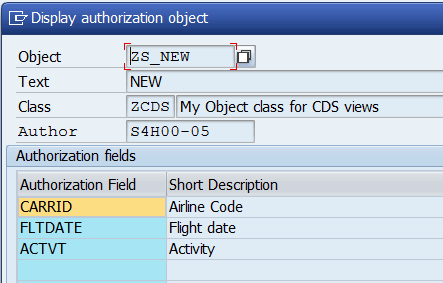 Display authorization object
Object ZS_NEW
Text NEW
Class ZCDS My Object class for CDS views
Author S4H00-05
Authorization fields
Authorization Field Short Description
CARRID Airline Code
FLTDATE Flight date
ACTVT Activity